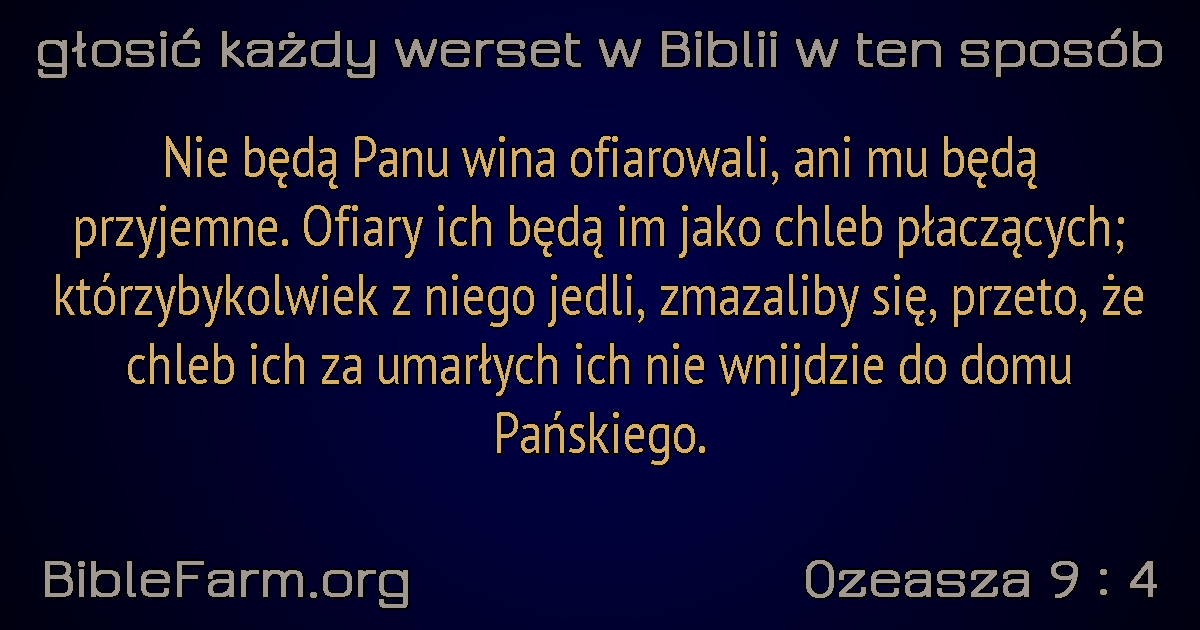 głosić każdy werset w Biblii w ten sposób
Nie będą Panu wina ofiarowali, ani mu będą
przyjemne. Ofiary ich będą im jako chleb płaczących;
którzybykolwiek z niego jedli, zmazaliby się, przeto, że
chleb ich za umarłych ich nie wnijdzie do domu
Pańskiego.
BibleFarm.org
Ozeasza 9 : 4